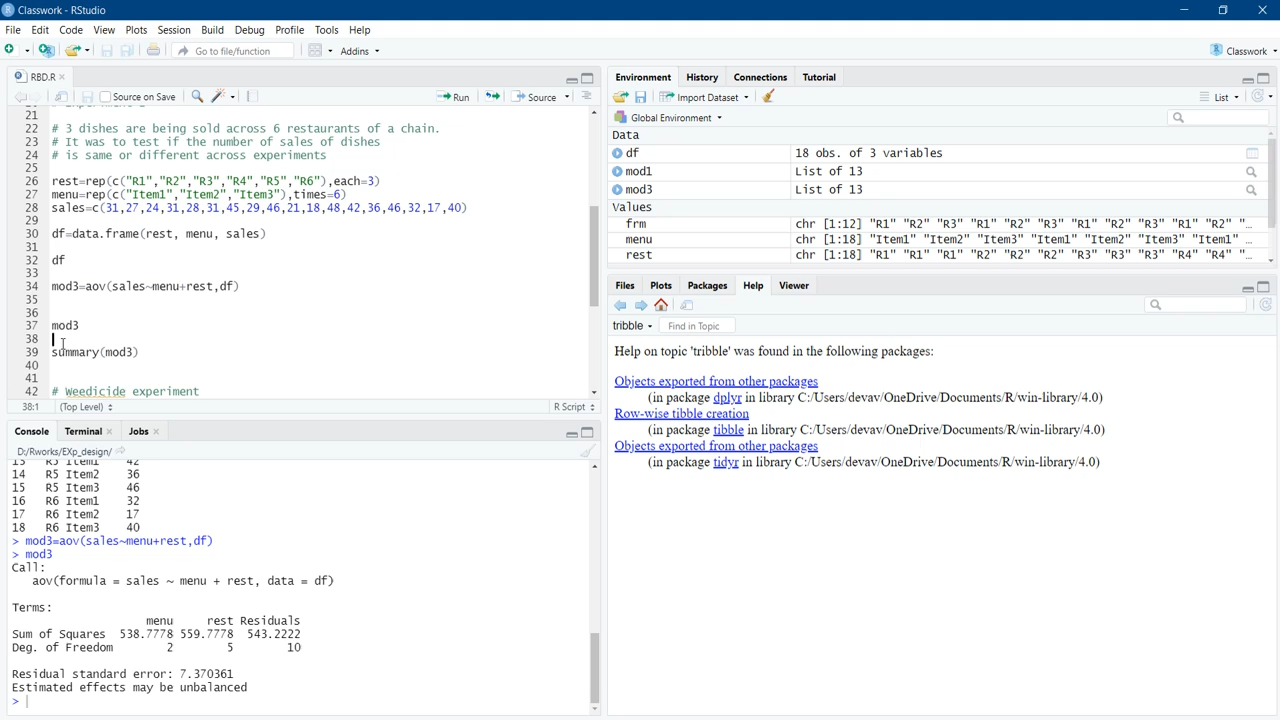 Classwork - RStudio
File Edit Code View Plots Session Build Debug Profile Tools Help
Go to file/function Addins Classwork
RBD.R
Source on Save Run Source
21
22 # 3 dishes are being sold across 6 restaurants of a chain.
23 # It was to test if the number of sales of dishes
24 # is same or different across experiments
25
26 rest=rep(c("R1","R2","R3","R4","R5","R6"),each=3)
27 menu=rep(c("Item1","Item2","Item3"),times=6)
28 sales=c(31,27,24,31,28,31,45,29,46,21,18,48,42,36,46,32,17,40)
29
30 df=data.frame(rest, menu, sales)
31
32 df
33
34 mod3=aov(sales~menu+rest,df)
35
36
37 mod3
38
39 summary(mod3)
40
41
42 # Weedicide experiment
38:1 (Top Level) R Script
Console Terminal Jobs
D:/Rworks/EXp_design/
13 R5 Item1 42
14 R5 Item2 36
15 R5 Item3 46
16 R6 Item1 32
17 R6 Item2 17
18 R6 Item3 40
> mod3=aov(sales~menu+rest,df)
> mod3
Call:
aov(formula = sales ~ menu + rest, data = df)
Terms:
menu rest Residuals
Sum of Squares 538.7778 559.7778 543.2222
Deg. of Freedom 2 5 10
Residual standard error: 7.370361
Estimated effects may be unbalanced
>
Environment History Connections Tutorial
Import Dataset List
Global Environment
Data
df 18 obs. of 3 variables
mod1 List of 13
mod3 List of 13
Values
frm chr [1:12] "R1" "R2" "R3" "R1" "R2" "R3" "R1" "R2" "R3" "R1" "R2" "…
menu chr [1:18] "Item1" "Item2" "Item3" "Item1" "Item2" "Item3" "Item1" …
rest chr [1:18] "R1" "R1" "R1" "R2" "R2" "R2" "R3" "R3" "R3" "R4" "R4" "…
Files Plots Packages Help Viewer
tribble Find in Topic
Help on topic 'tribble' was found in the following packages:
Objects exported from other packages
(in package dplyr in library C:/Users/devav/OneDrive/Documents/R/win-library/4.0)
Row-wise tibble creation
(in package tibble in library C:/Users/devav/OneDrive/Documents/R/win-library/4.0)
Objects exported from other packages
(in package tidyr in library C:/Users/devav/OneDrive/Documents/R/win-library/4.0)